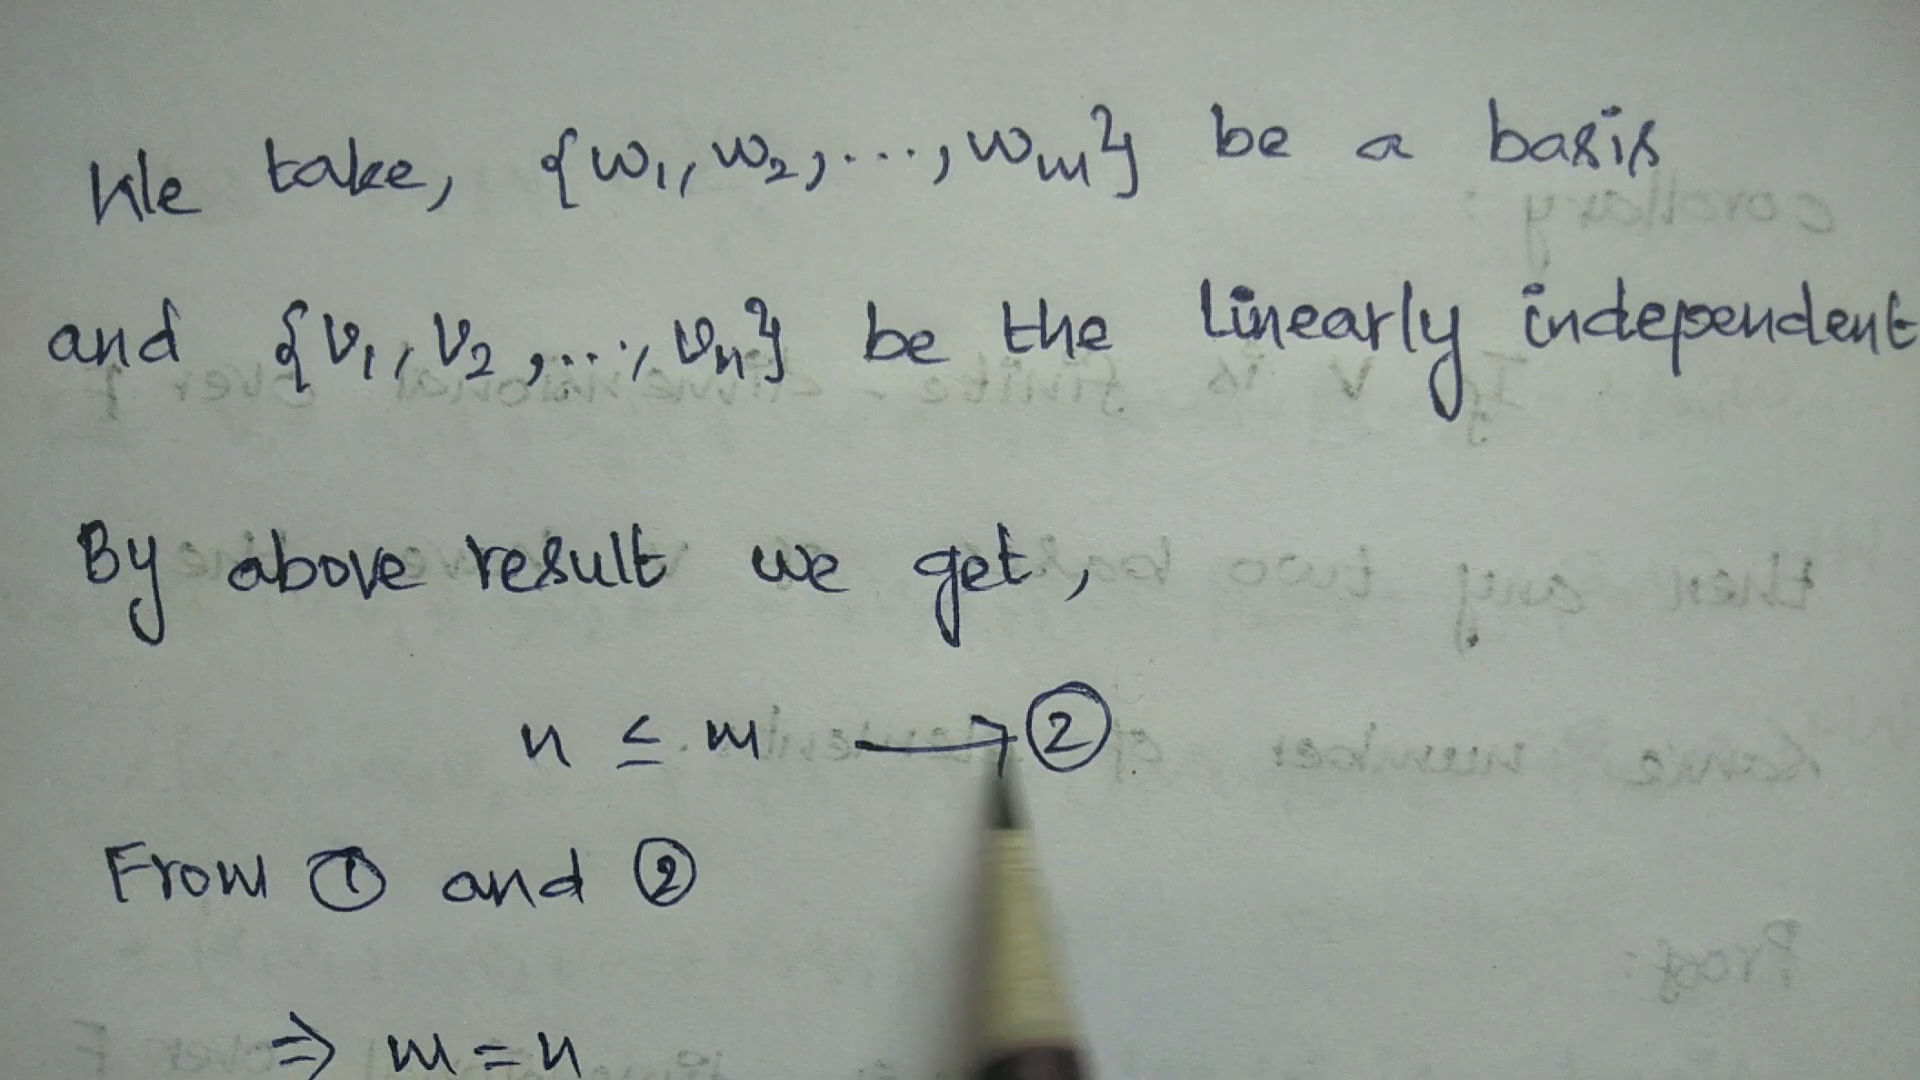 We take, {w₁, w₂, ..., wₘ} be a basis
and {v₁, v₂, ..., vₙ} be the linearly independent
By above result we get,
n ≤ m → ②
From ① and ②
⇒ m = n